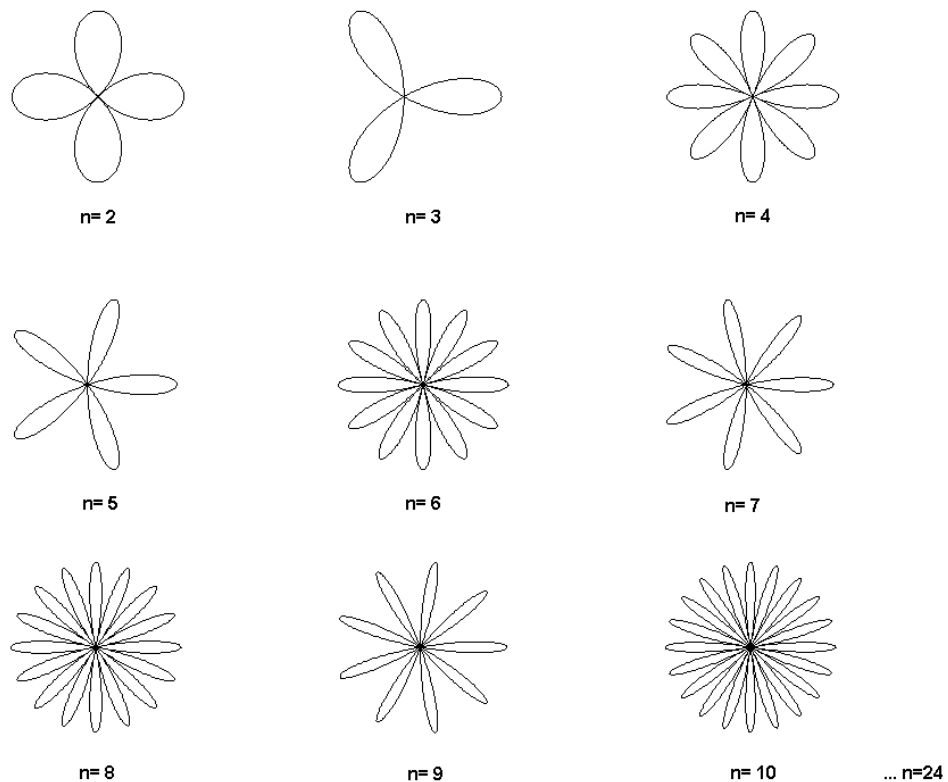 n= 2
n= 3
n= 4
n= 5
n= 6
n= 7
n= 8
n= 9
n= 10
... n=24